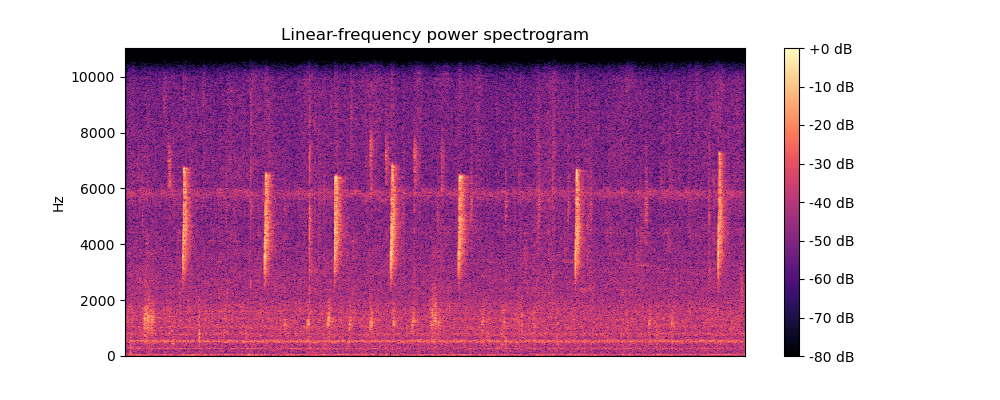 Linear-frequency power spectrogram
Hz
10000
8000
6000
4000
2000
0
+0 dB
-10 dB
-20 dB
-30 dB
-40 dB
-50 dB
-60 dB
-70 dB
-80 dB